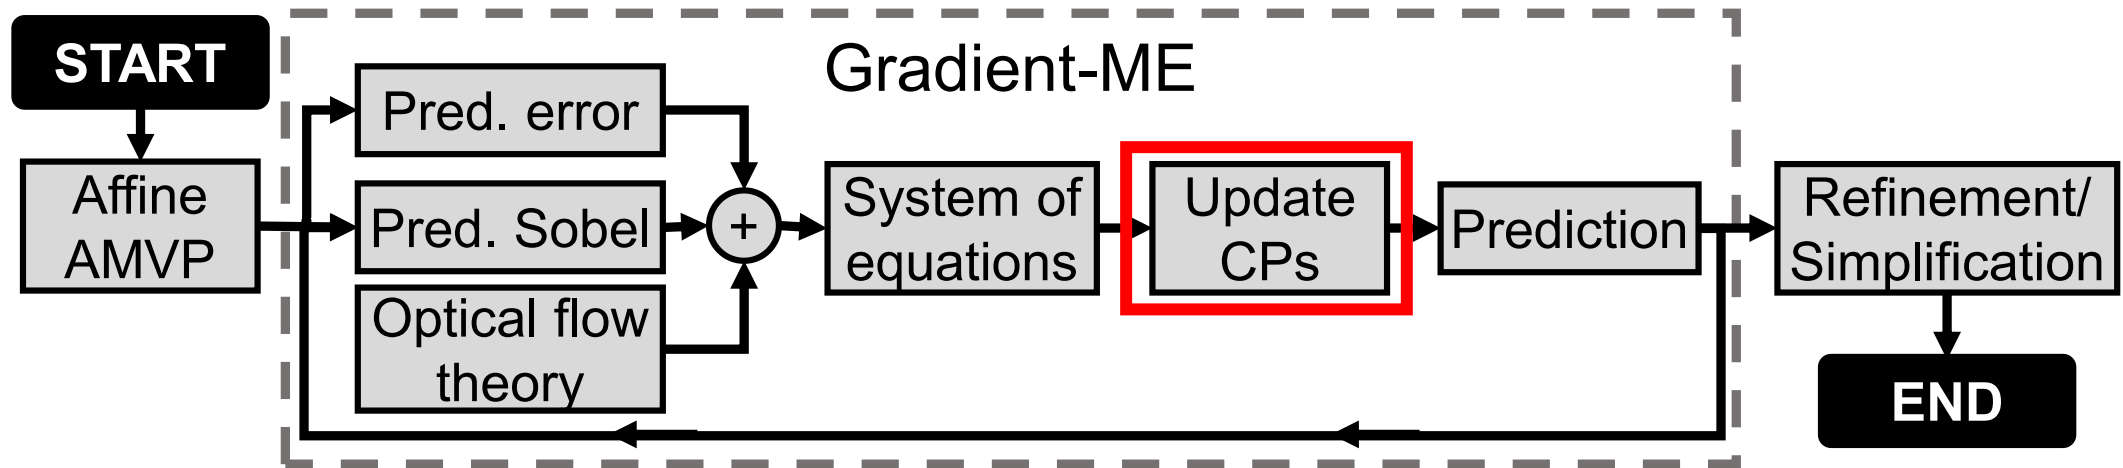 START
Gradient-ME
Affine
AMVP
Pred. error
Pred. Sobel
Optical flow
theory
+
System of
equations
Update
CPs
Prediction
Refinement/
Simplification
END